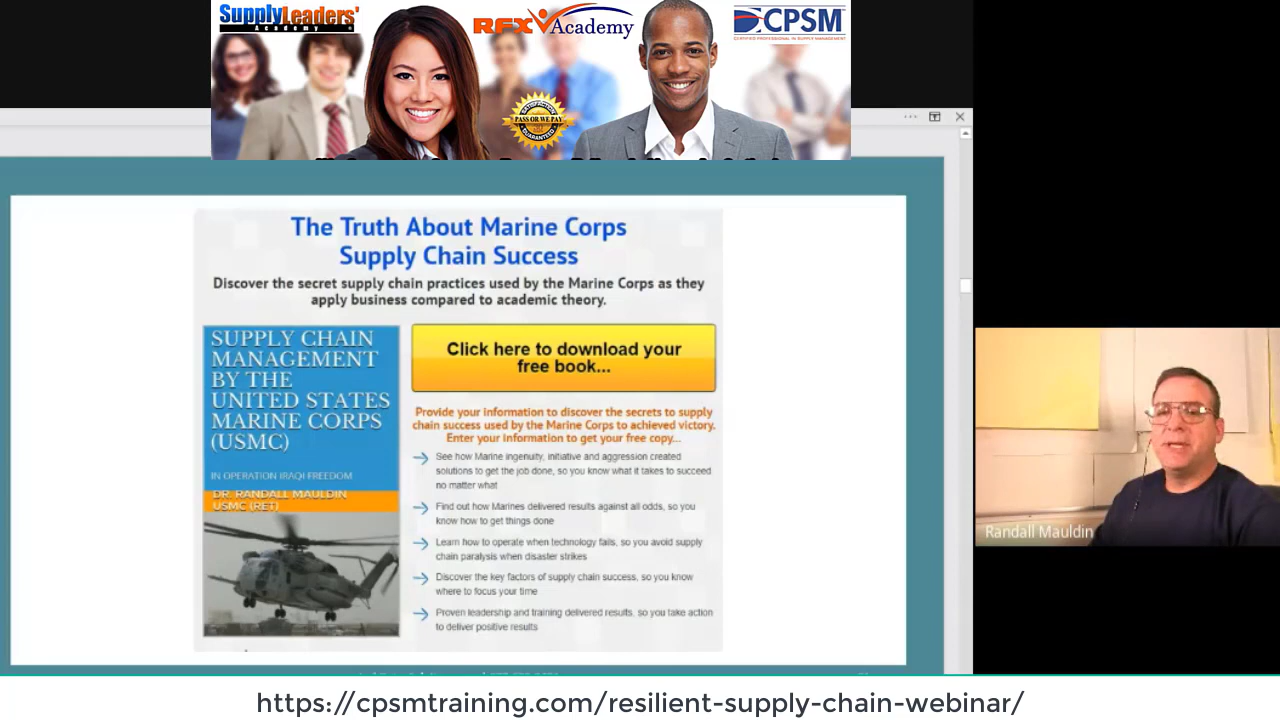 SupplyLeaders'
Academy
RFX Academy
CPSM
CERTIFIED PROFESSIONAL IN SUPPLY MANAGEMENT
SATISFACTION
PASS OR WE PAY
GUARANTEED
The Truth About Marine Corps
Supply Chain Success
Discover the secret supply chain practices used by the Marine Corps as they
apply business compared to academic theory.
SUPPLY CHAIN
MANAGEMENT
BY THE
UNITED STATES
MARINE CORPS
(USMC)
IN OPERATION IRAQI FREEDOM
DR. RANDALL MAULDIN
USMC (RET)
Click here to download your
free book...
Provide your information to discover the secrets to supply
chain success used by the Marine Corps to achieved victory.
Enter your information to get your free copy...
See how Marine ingenuity, initiative and aggression created
solutions to get the job done, so you know what it takes to succeed
no matter what
Find out how Marines delivered results against all odds, so you
know how to get things done
Learn how to operate when technology fails, so you avoid supply
chain paralysis when disaster strikes
Discover the key factors of supply chain success, so you know
where to focus your time
Proven leadership and training delivered results, so you take action
to deliver positive results
Randall Mauldin
https://cpsmtraining.com/resilient-supply-chain-webinar/